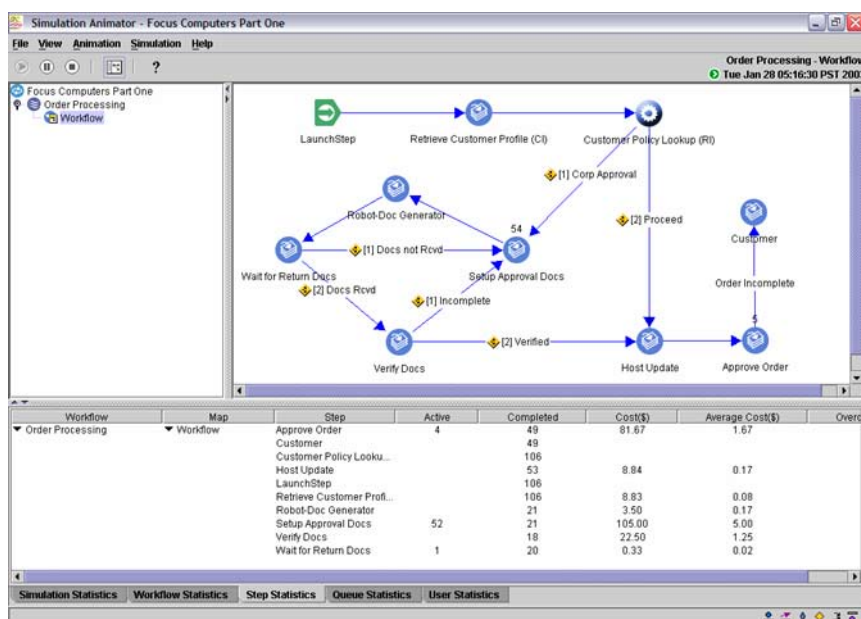 Simulation Animator - Focus Computers Part One
File View Animation Simulation Help
?
Order Processing - Workflow
Tue Jan 28 05:16:30 PST 200
Focus Computers Part One
Order Processing
Workflow
LaunchStep
Retrieve Customer Profile (CI)
Customer Policy Lookup (RI)
[1] Corp Approval
Robot-Doc Generator
[2] Proceed
54
Customer
Wait for Return Docs
[1] Docs not Rcvd
Setup Approval Docs
[2] Docs Rcvd
[1] Incomplete
Order Incomplete
5
Verify Docs
[2] Verified
Host Update
Approve Order
Workflow Map Step Active Completed Cost($) Average Cost($) Overd
Order Processing Workflow Approve Order 4 49 81.67 1.67
Customer 49
Customer Policy Looku... 106
Host Update 53 8.84 0.17
LaunchStep 106
Retrieve Customer Profi... 106 8.83 0.08
Robot-Doc Generator 21 3.50 0.17
Setup Approval Docs 52 21 105.00 5.00
Verify Docs 18 22.50 1.25
Wait for Return Docs 1 20 0.33 0.02
Simulation Statistics Workflow Statistics Step Statistics Queue Statistics User Statistics